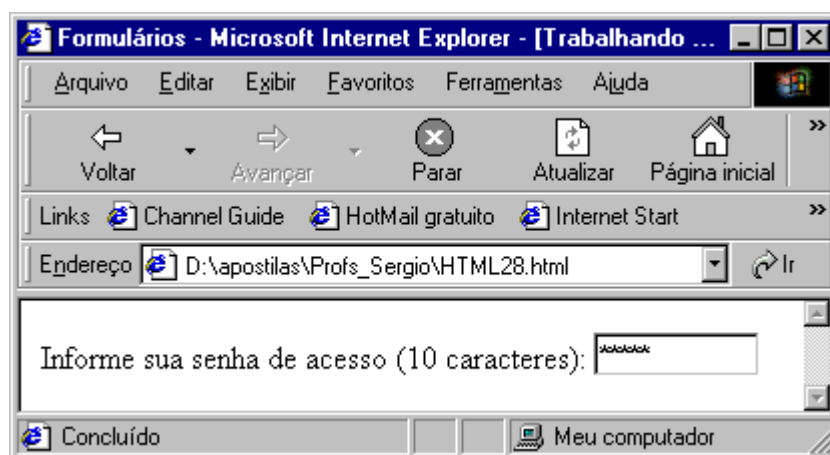 Formulários - Microsoft Internet Explorer - [Trabalhando ...
Arquivo Editar Exibir Favoritos Ferramentas Ajuda
Voltar Avançar Parar Atualizar Página inicial »
Links Channel Guide HotMail gratuito Internet Start »
Endereço D:\apostilas\Profs_Sergio\HTML28.html Ir
Informe sua senha de acesso (10 caracteres): *****
Concluído Meu computador